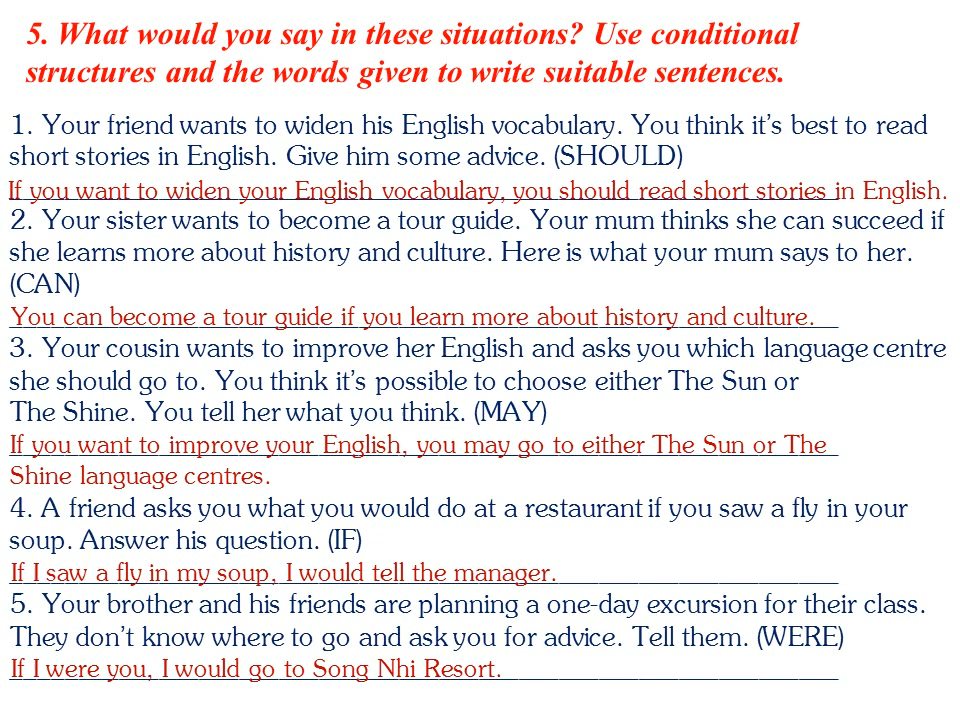 5. What would you say in these situations? Use conditional
structures and the words given to write suitable sentences.
1. Your friend wants to widen his English vocabulary. You think it’s best to read
short stories in English. Give him some advice. (SHOULD)
If you want to widen your English vocabulary, you should read short stories in English.
2. Your sister wants to become a tour guide. Your mum thinks she can succeed if
she learns more about history and culture. Here is what your mum says to her.
(CAN)
You can become a tour guide if you learn more about history and culture.
3. Your cousin wants to improve her English and asks you which language centre
she should go to. You think it’s possible to choose either The Sun or
The Shine. You tell her what you think. (MAY)
If you want to improve your English, you may go to either The Sun or The
Shine language centres.
4. A friend asks you what you would do at a restaurant if you saw a fly in your
soup. Answer his question. (IF)
If I saw a fly in my soup, I would tell the manager.
5. Your brother and his friends are planning a one-day excursion for their class.
They don’t know where to go and ask you for advice. Tell them. (WERE)
If I were you, I would go to Song Nhi Resort.